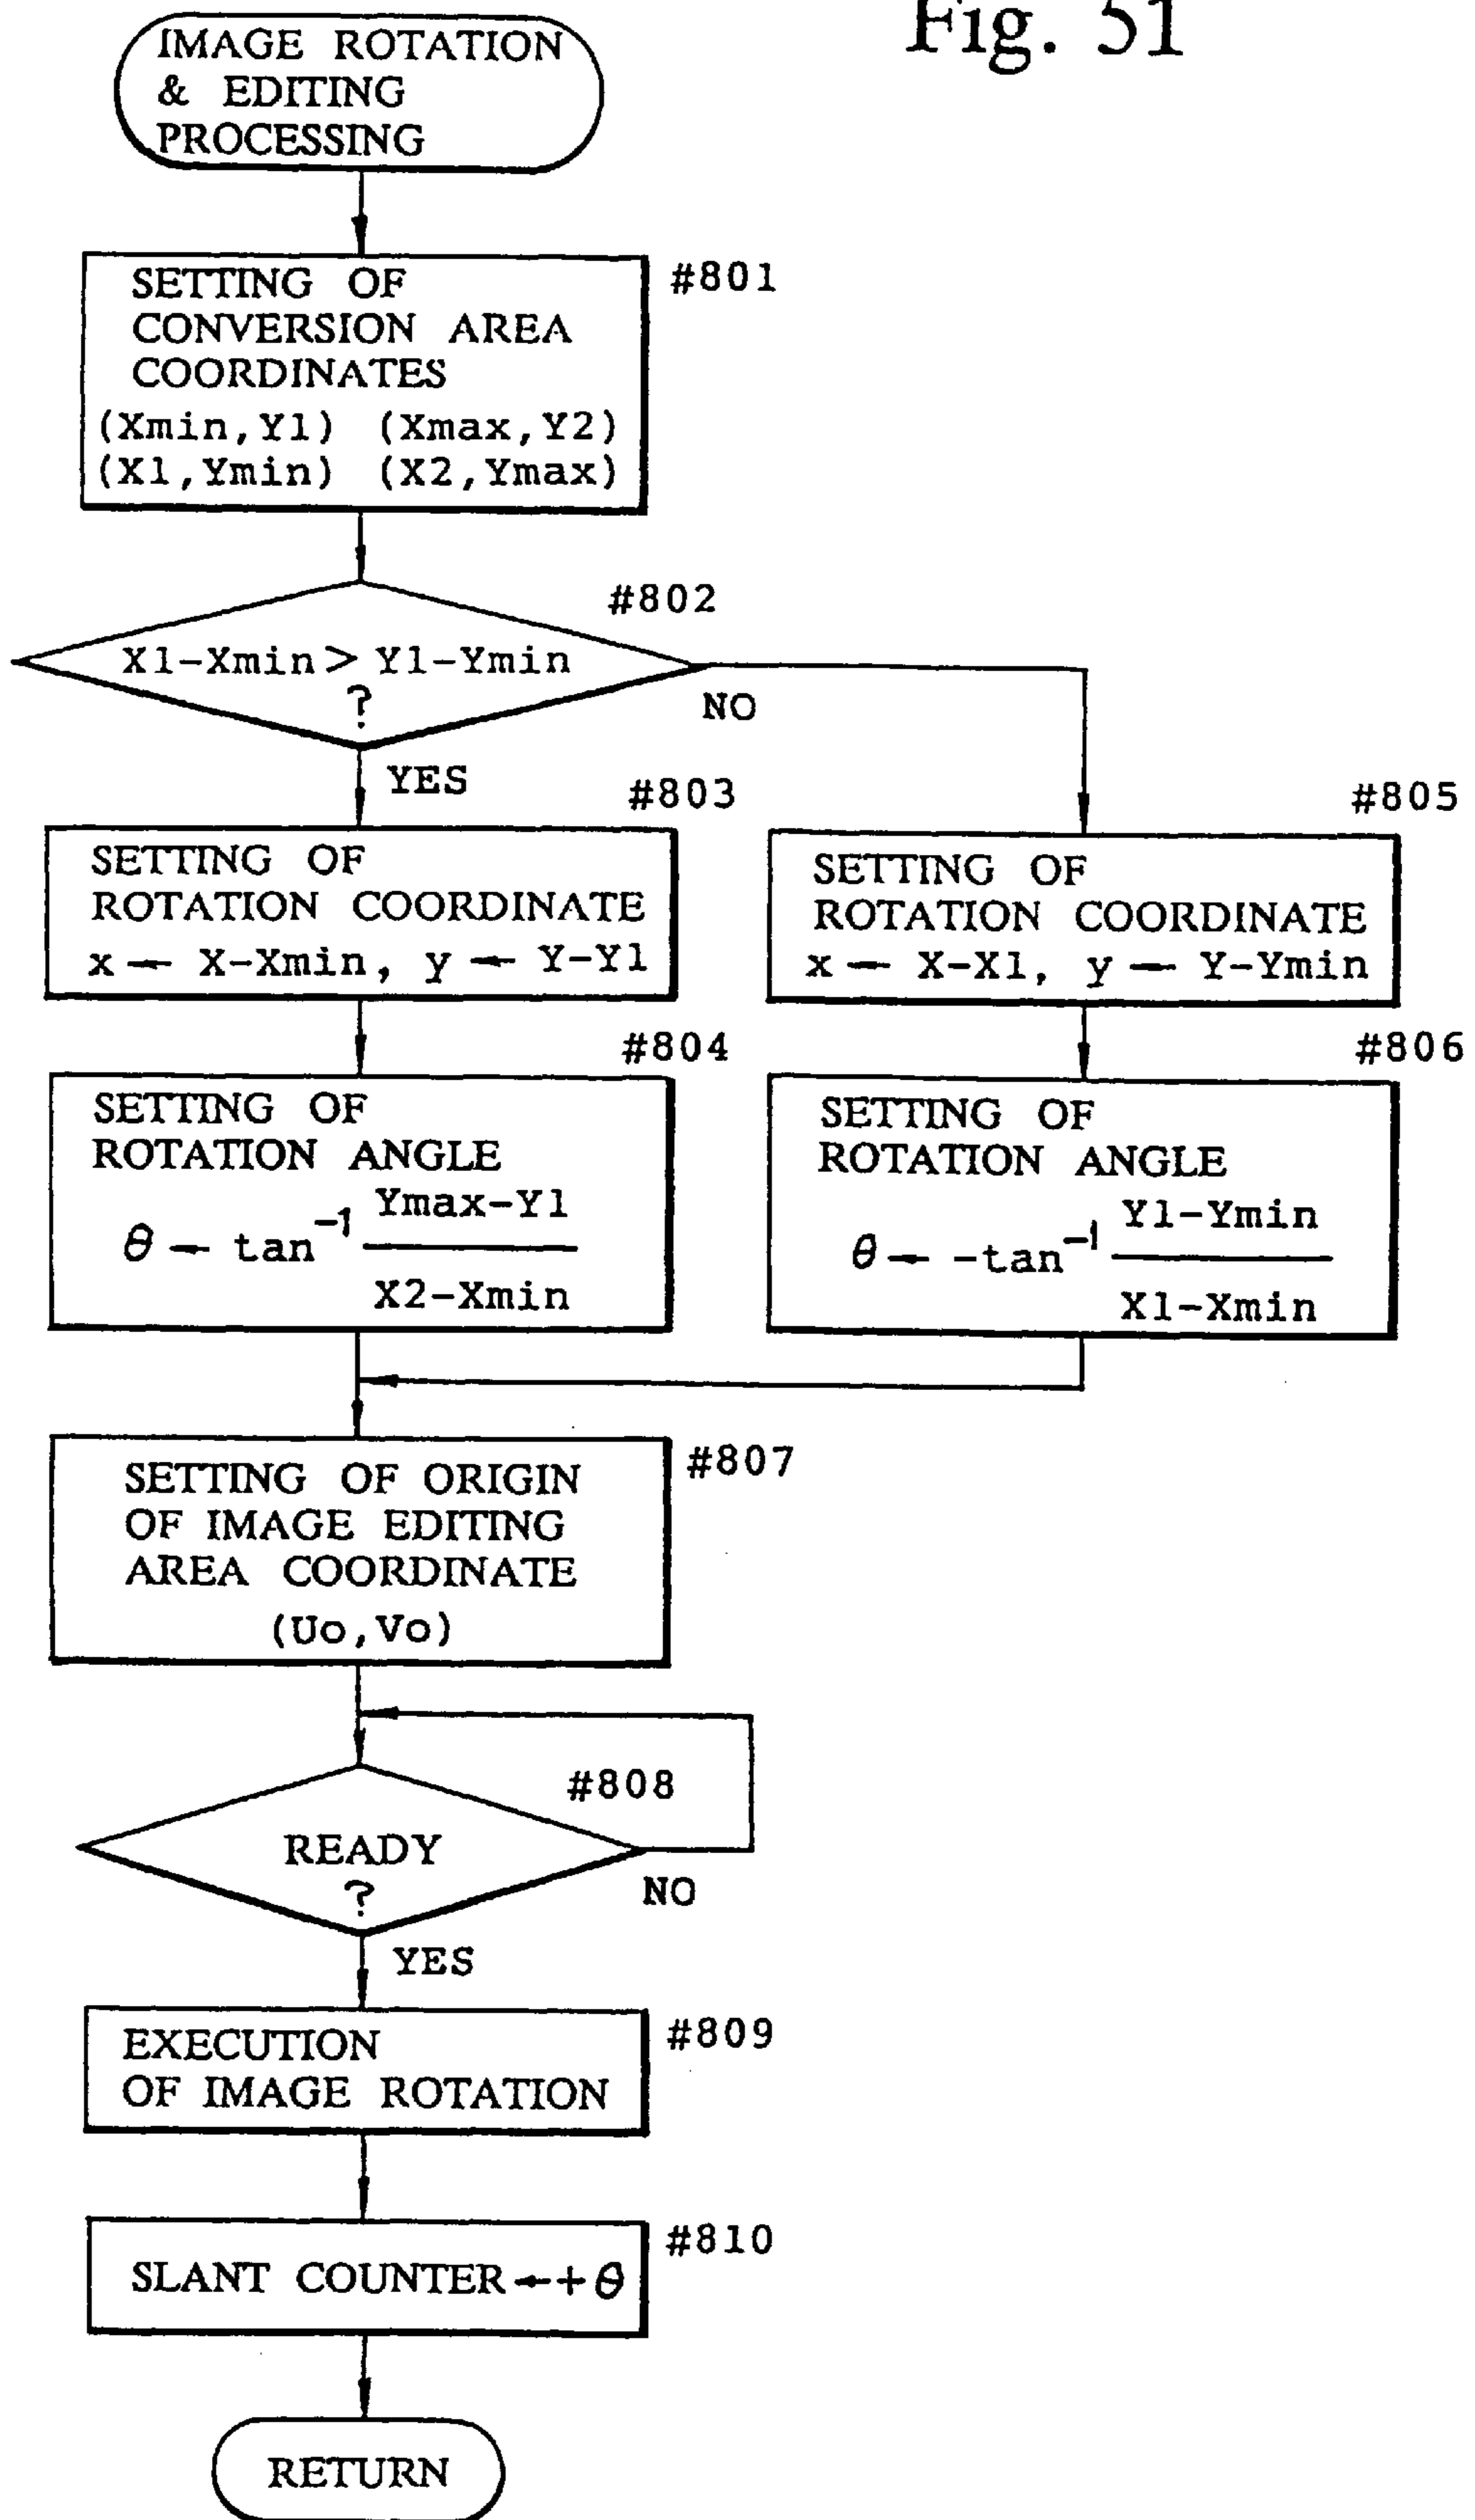 Fig. 51
IMAGE ROTATION
& EDITING
PROCESSING
#801
SETTING OF
CONVERSION AREA
COORDINATES
(Xmin,Y1) (Xmax,Y2)
(X1,Ymin) (X2,Ymax)
#802
X1-Xmin > Y1-Ymin
?
NO
YES
#803
SETTING OF
ROTATION COORDINATE
x ← X-Xmin, y ← Y-Y1
#805
SETTING OF
ROTATION COORDINATE
x ← X-X1, y ← Y-Ymin
#804
SETTING OF
ROTATION ANGLE
Ymax-Y1
θ ← tan⁻¹
X2-Xmin
#806
SETTING OF
ROTATION ANGLE
Y1-Ymin
θ ← -tan⁻¹
X1-Xmin
#807
SETTING OF ORIGIN
OF IMAGE EDITING
AREA COORDINATE
(Uo,Vo)
#808
READY
?
NO
YES
#809
EXECUTION
OF IMAGE ROTATION
#810
SLANT COUNTER ← +θ
RETURN